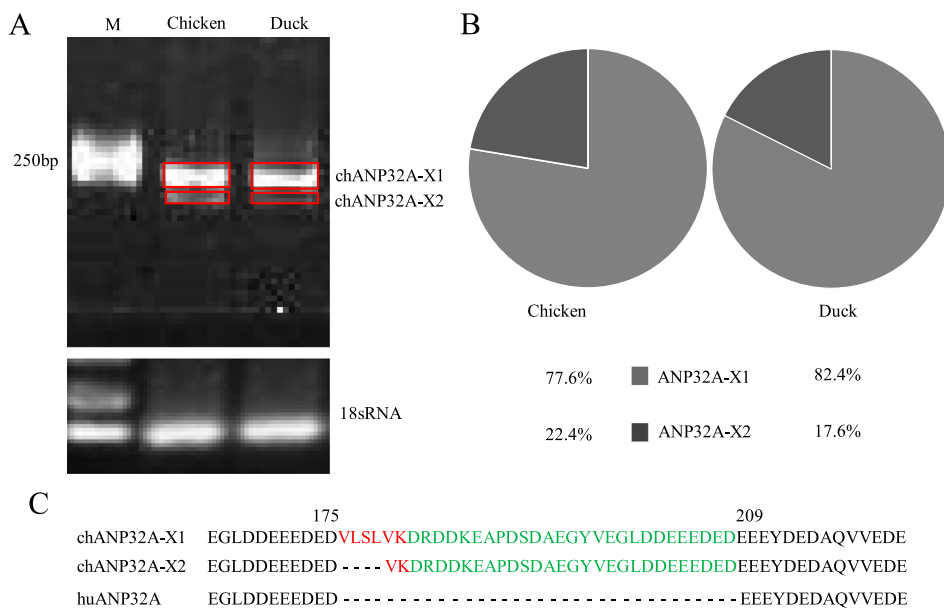 A
M Chicken Duck
250bp
chANP32A-X1
chANP32A-X2
18sRNA
B
Chicken Duck
77.6% ANP32A-X1 82.4%
22.4% ANP32A-X2 17.6%
C
175 209
chANP32A-X1 EGLDDEEEDEDVLSLVKDRDDKEAPDSDAEGYVEGLDDEEEDEDEEEYDEDAQVVEDE
chANP32A-X2 EGLDDEEEDED----VKDRDDKEAPDSDAEGYVEGLDDEEEDEDEEEYDEDAQVVEDE
huANP32A EGLDDEEEDED---------------------------------EEEYDEDAQVVEDE